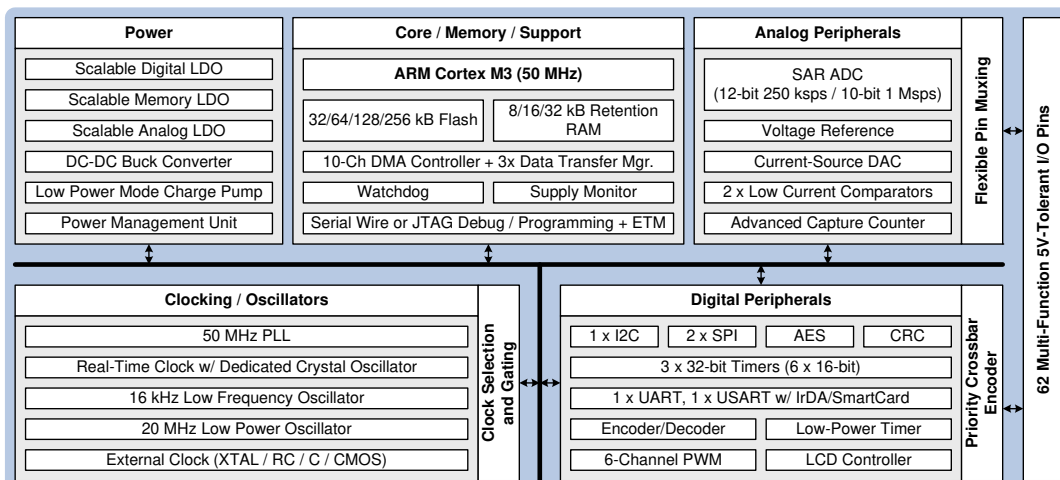 Power
Scalable Digital LDO
Scalable Memory LDO
Scalable Analog LDO
DC-DC Buck Converter
Low Power Mode Charge Pump
Power Management Unit
Core / Memory / Support
ARM Cortex M3 (50 MHz)
32/64/128/256 kB Flash
8/16/32 kB Retention
RAM
10-Ch DMA Controller + 3x Data Transfer Mgr.
Watchdog
Supply Monitor
Serial Wire or JTAG Debug / Programming + ETM
Analog Peripherals
SAR ADC
(12-bit 250 ksps / 10-bit 1 Msps)
Voltage Reference
Current-Source DAC
2 x Low Current Comparators
Advanced Capture Counter
Flexible Pin Muxing
62 Multi-Function 5V-Tolerant I/O Pins
Clocking / Oscillators
50 MHz PLL
Real-Time Clock w/ Dedicated Crystal Oscillator
16 kHz Low Frequency Oscillator
20 MHz Low Power Oscillator
External Clock (XTAL / RC / C / CMOS)
Clock Selection
and Gating
Digital Peripherals
1 x I2C
2 x SPI
AES
CRC
3 x 32-bit Timers (6 x 16-bit)
1 x UART, 1 x USART w/ IrDA/SmartCard
Encoder/Decoder
Low-Power Timer
6-Channel PWM
LCD Controller
Priority Crossbar
Encoder